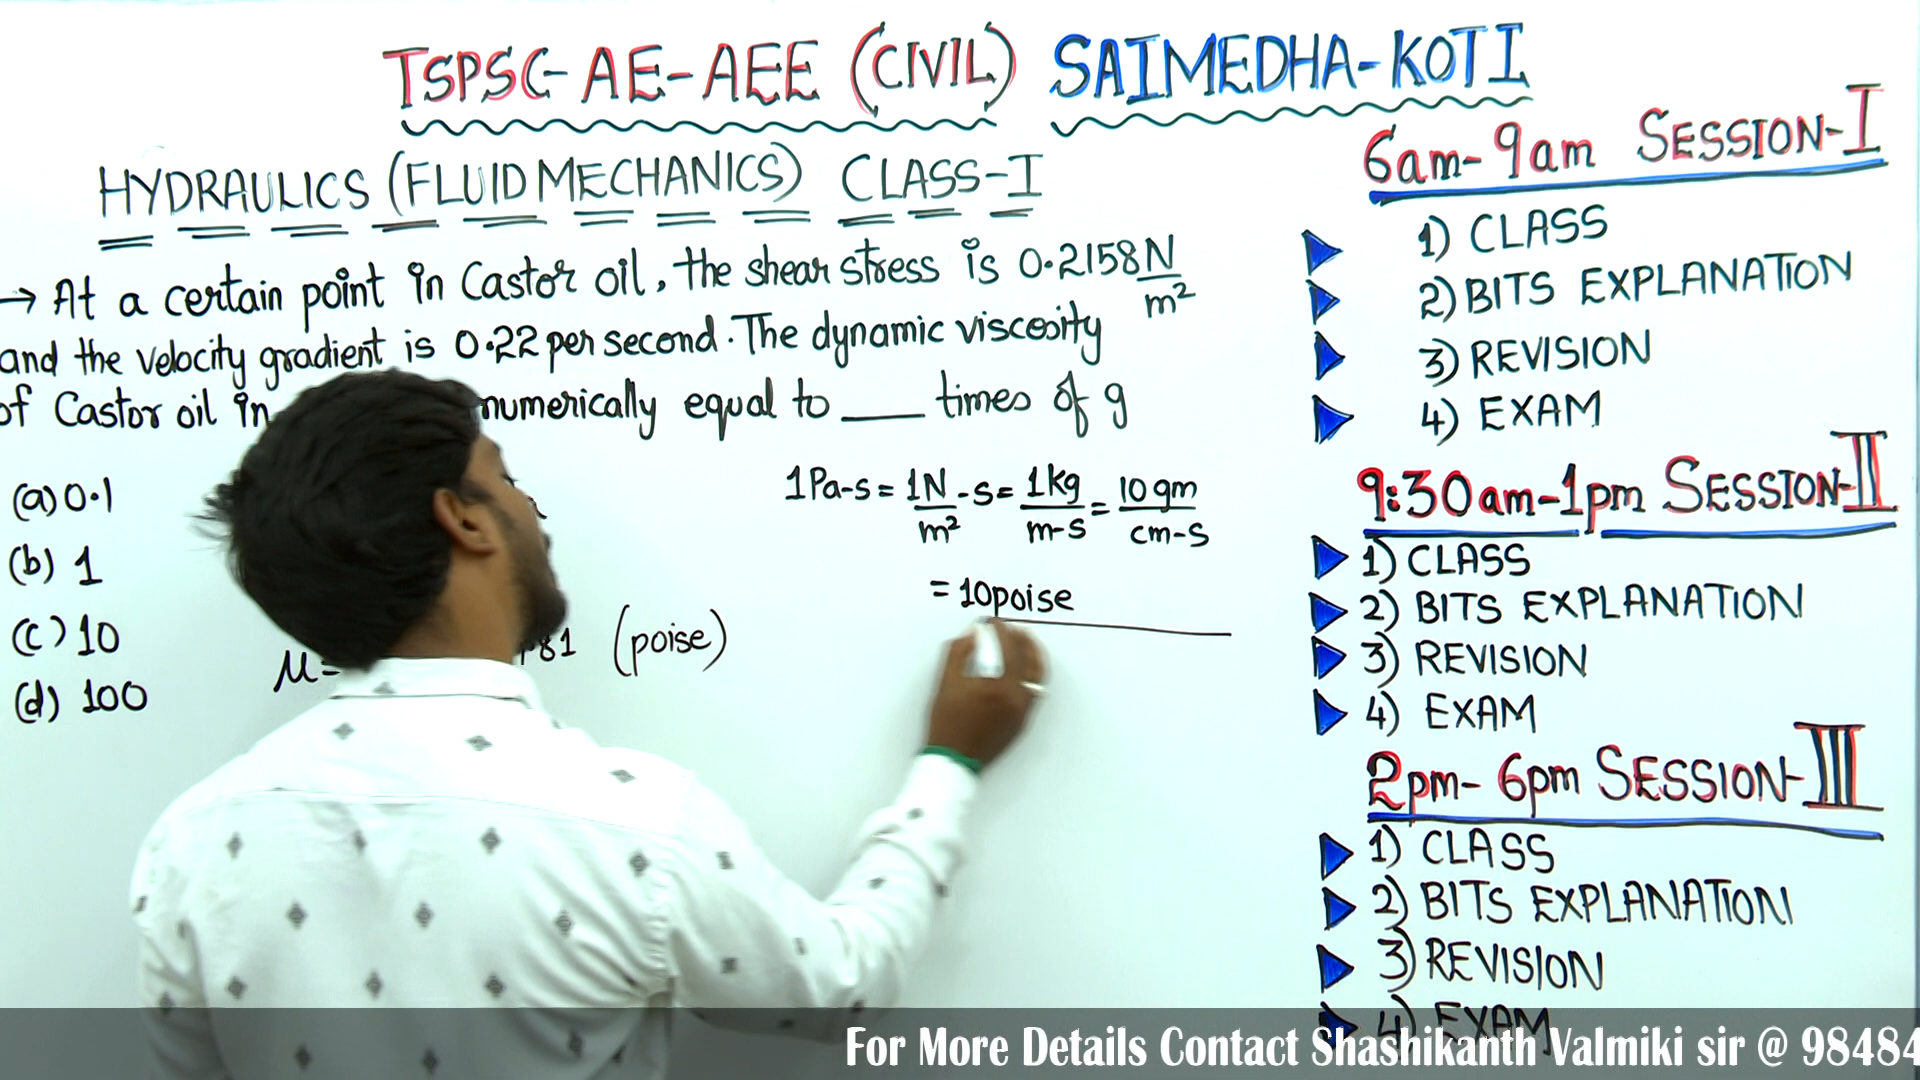 TSPSC-AE-AEE (CIVIL) SAIMEDHA-KOTI
HYDRAULICS (FLUID MECHANICS) CLASS-I
→ At a certain point in Castor oil, the shear stress is 0.2158 N/m²
and the velocity gradient is 0.22 per second. The dynamic viscosity
of Castor oil in numerically equal to ___ times of g
(a) 0.1
(b) 1
(c) 10
(d) 100
1Pa-s = 1N/m² -s = 1kg/m-s = 10gm/cm-s
= 10poise
μ= 81 (poise)
6am-9am SESSION-I
1) CLASS
2) BITS EXPLANATION
3) REVISION
4) EXAM
9:30am-1pm SESSION-II
1) CLASS
2) BITS EXPLANATION
3) REVISION
4) EXAM
2pm-6pm SESSION-III
1) CLASS
2) BITS EXPLANATION
3) REVISION
4) EXAM
For More Details Contact Shashikanth Valmiki sir @ 98484